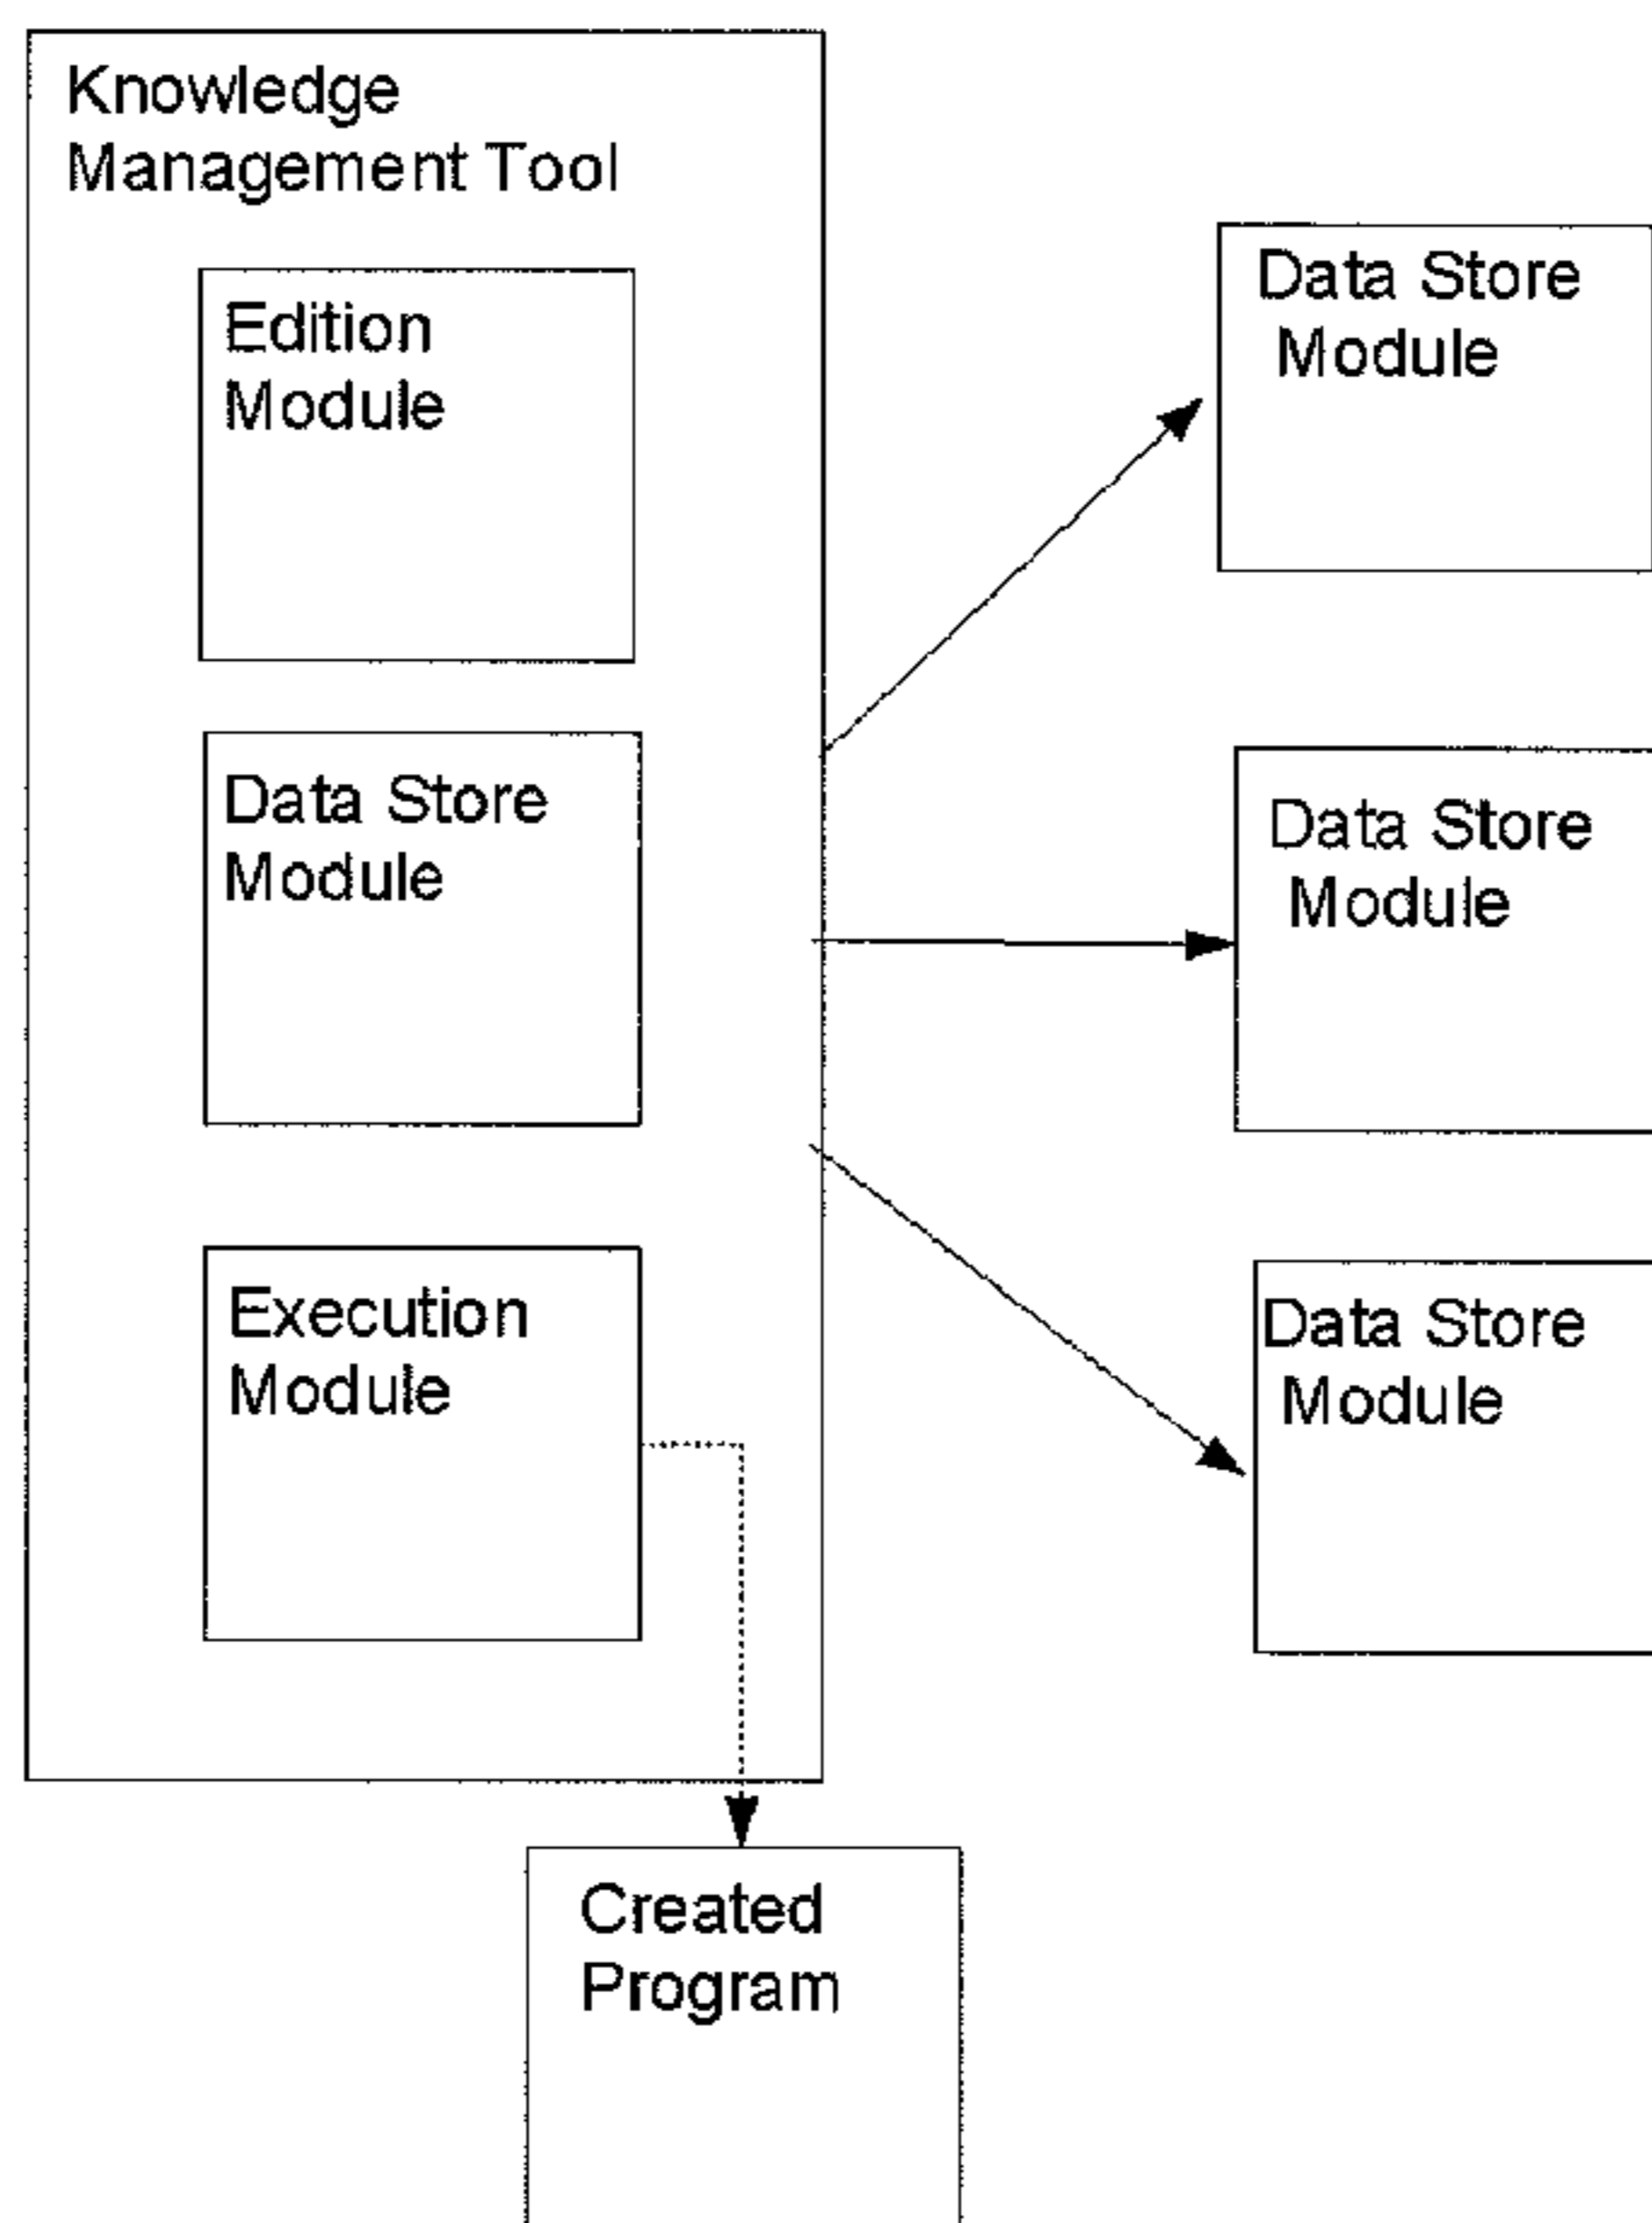 Knowledge
Management Tool
Edition
Module
Data Store
Module
Execution
Module
Data Store
Module
Data Store
Module
Data Store
Module
Created
Program